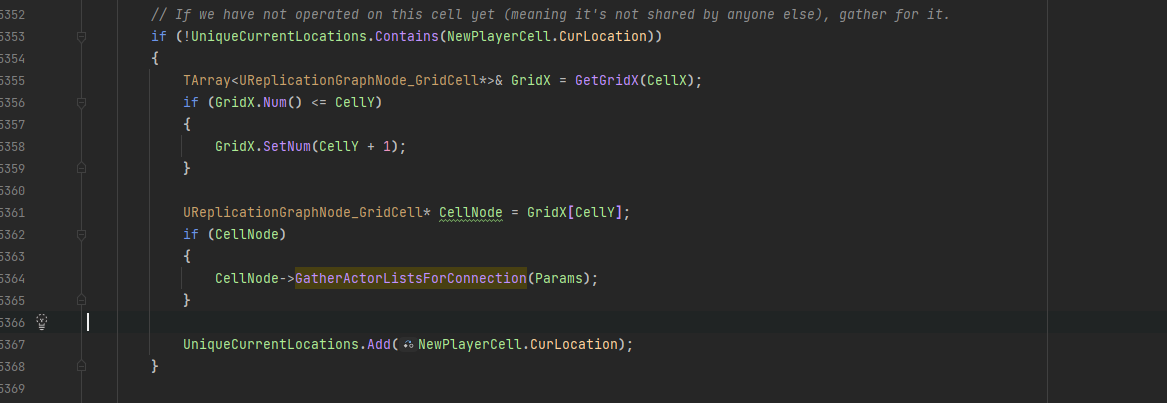 5352 // If we have not operated on this cell yet (meaning it's not shared by anyone else), gather for it.
5353 if (!UniqueCurrentLocations.Contains(NewPlayerCell.CurLocation))
5354 {
5355 TArray<UReplicationGraphNode_GridCell*>& GridX = GetGridX(CellX);
5356 if (GridX.Num() <= CellY)
5357 {
5358 GridX.SetNum(CellY + 1);
5359 }
5360
5361 UReplicationGraphNode_GridCell* CellNode = GridX[CellY];
5362 if (CellNode)
5363 {
5364 CellNode->GatherActorListsForConnection(Params);
5365 }
5366
5367 UniqueCurrentLocations.Add(NewPlayerCell.CurLocation);
5368 }
5369